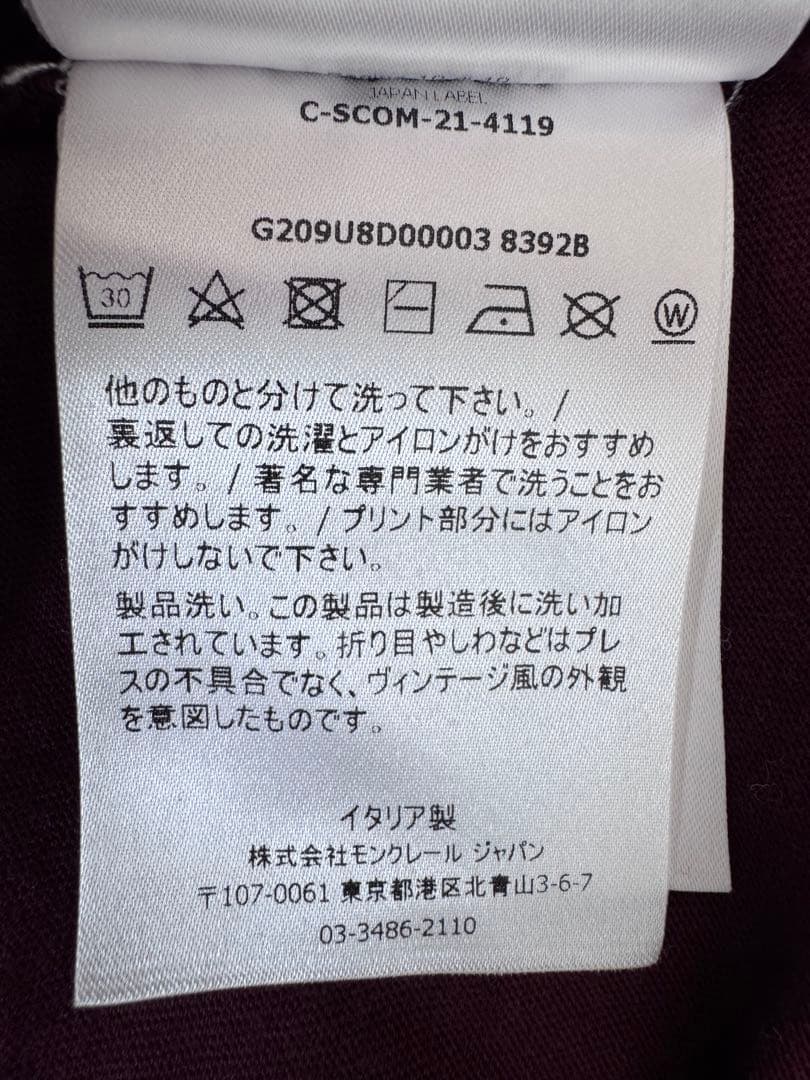 JAPAN LABEL
C-SCOM-21-4119
G209U8D00003 8392B
30
W
他のものと分けて洗って下さい。/
裏返しての洗濯とアイロンがけをおすすめ
します。/ 著名な専門業者で洗うことをお
すすめします。/ プリント部分にはアイロン
がけしないで下さい。
製品洗い。この製品は製造後に洗い加
工されています。折り目やしわなどはプレ
スの不具合でなく、ヴィンテージ風の外観
を意図したものです。
イタリア製
株式会社モンクレール ジャパン
〒107-0061 東京都港区北青山3-6-7
03-3486-2110